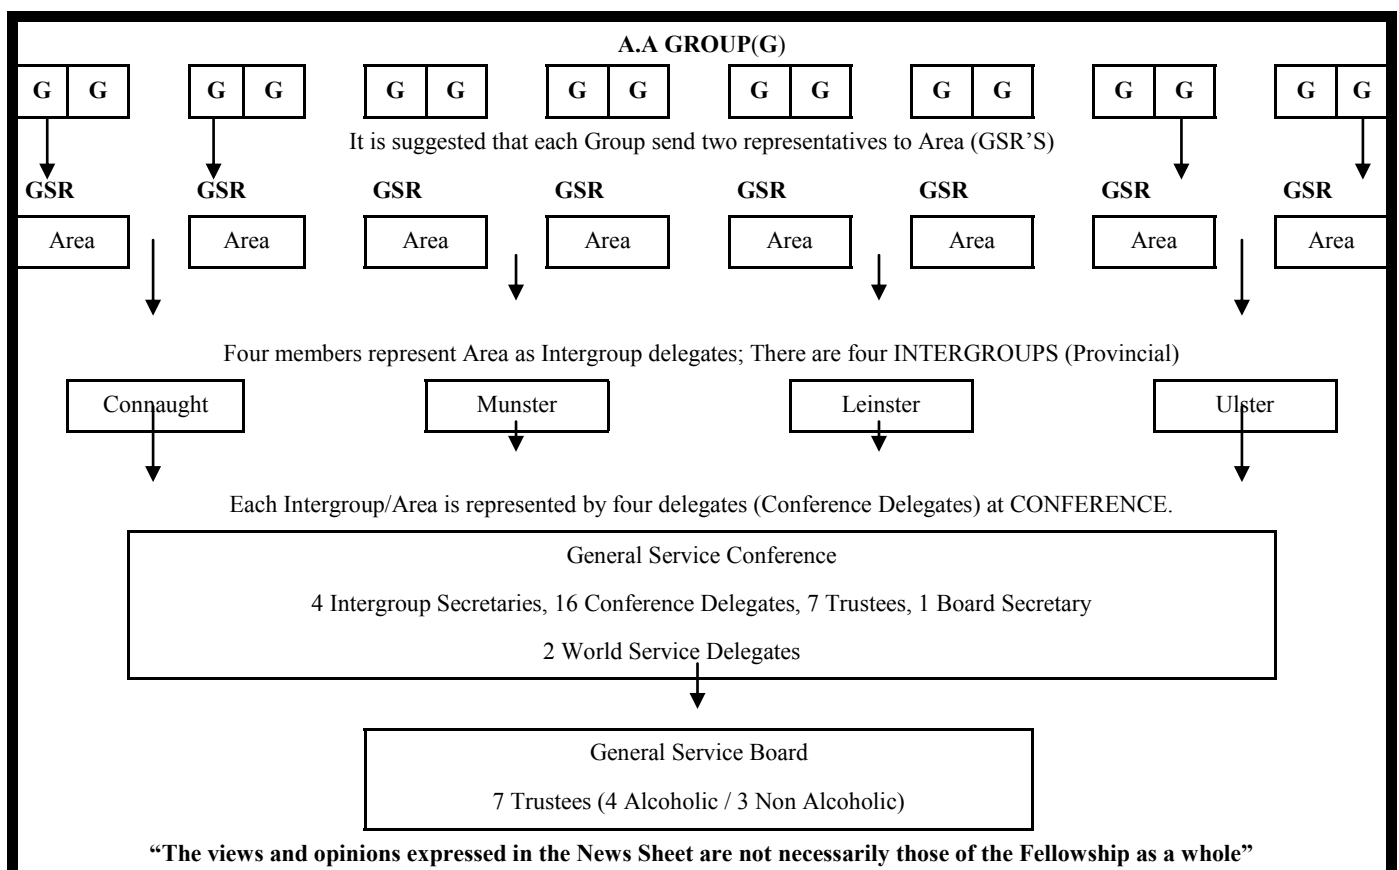 A.A GROUP(G)
G G G G G G G G G G G G G G G G
It is suggested that each Group send two representatives to Area (GSR’S)
GSR GSR GSR GSR GSR GSR GSR GSR
Area Area Area Area Area Area Area Area
Four members represent Area as Intergroup delegates; There are four INTERGROUPS (Provincial)
Connaught Munster Leinster Ulster
Each Intergroup/Area is represented by four delegates (Conference Delegates) at CONFERENCE.
General Service Conference
4 Intergroup Secretaries, 16 Conference Delegates, 7 Trustees, 1 Board Secretary
2 World Service Delegates
General Service Board
7 Trustees (4 Alcoholic / 3 Non Alcoholic)
“The views and opinions expressed in the News Sheet are not necessarily those of the Fellowship as a whole”